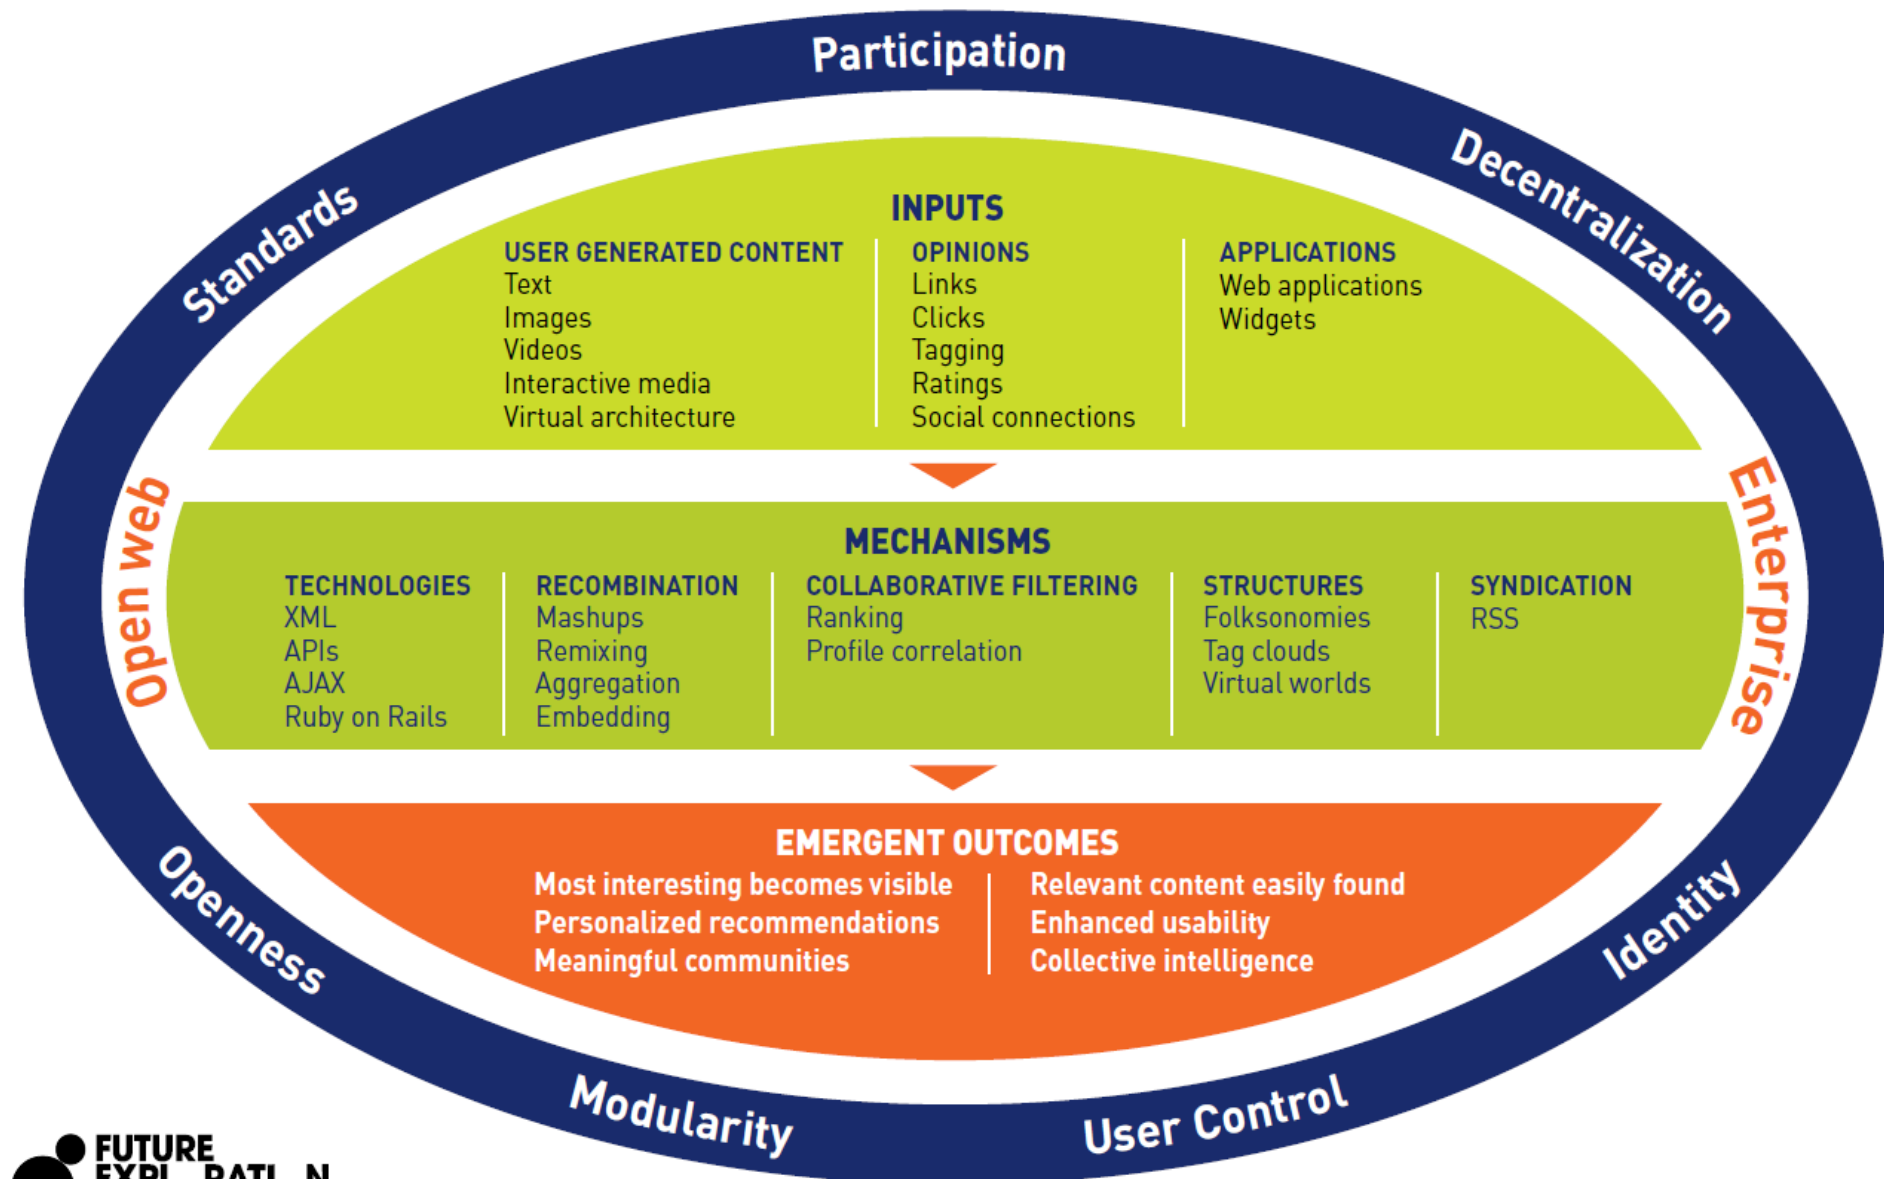 Participation
Decentralization
Standards
INPUTS
USER GENERATED CONTENT
Text
Images
Videos
Interactive media
Virtual architecture
OPINIONS
Links
Clicks
Tagging
Ratings
Social connections
APPLICATIONS
Web applications
Widgets
Open web
Enterprise
MECHANISMS
TECHNOLOGIES
XML
APIs
AJAX
Ruby on Rails
RECOMBINATION
Mashups
Remixing
Aggregation
Embedding
COLLABORATIVE FILTERING
Ranking
Profile correlation
STRUCTURES
Folksonomies
Tag clouds
Virtual worlds
SYNDICATION
RSS
EMERGENT OUTCOMES
Most interesting becomes visible
Personalized recommendations
Meaningful communities
Relevant content easily found
Enhanced usability
Collective intelligence
Openness
Identity
Modularity
User Control
FUTURE